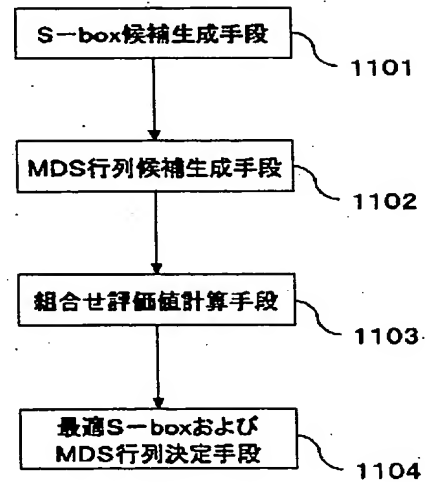 S-box候補生成手段
1101
MDS行列候補生成手段
1102
組合せ評価値計算手段
1103
最適S-boxおよび
MDS行列決定手段
1104